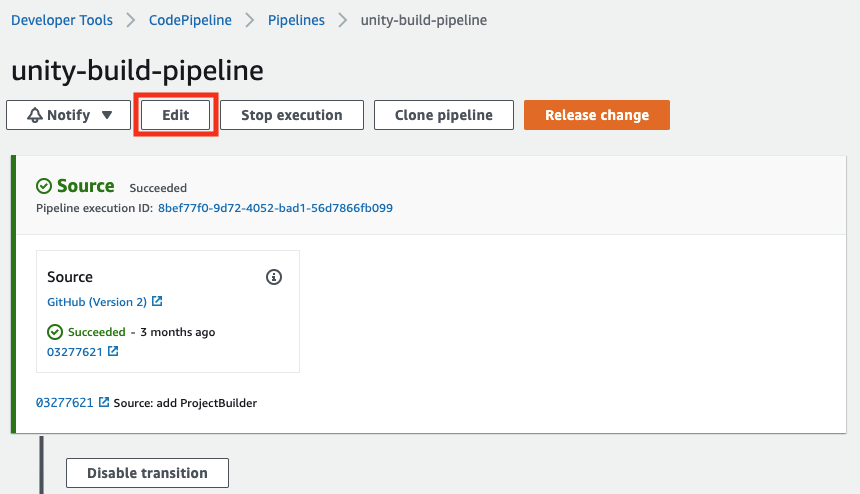 Developer Tools > CodePipeline > Pipelines > unity-build-pipeline
unity-build-pipeline
Notify Edit Stop execution Clone pipeline Release change
Source Succeeded
Pipeline execution ID: 8bef77f0-9d72-4052-bad1-56d7866fb099
Source
GitHub (Version 2)
Succeeded - 3 months ago
03277621
03277621 Source: add ProjectBuilder
Disable transition